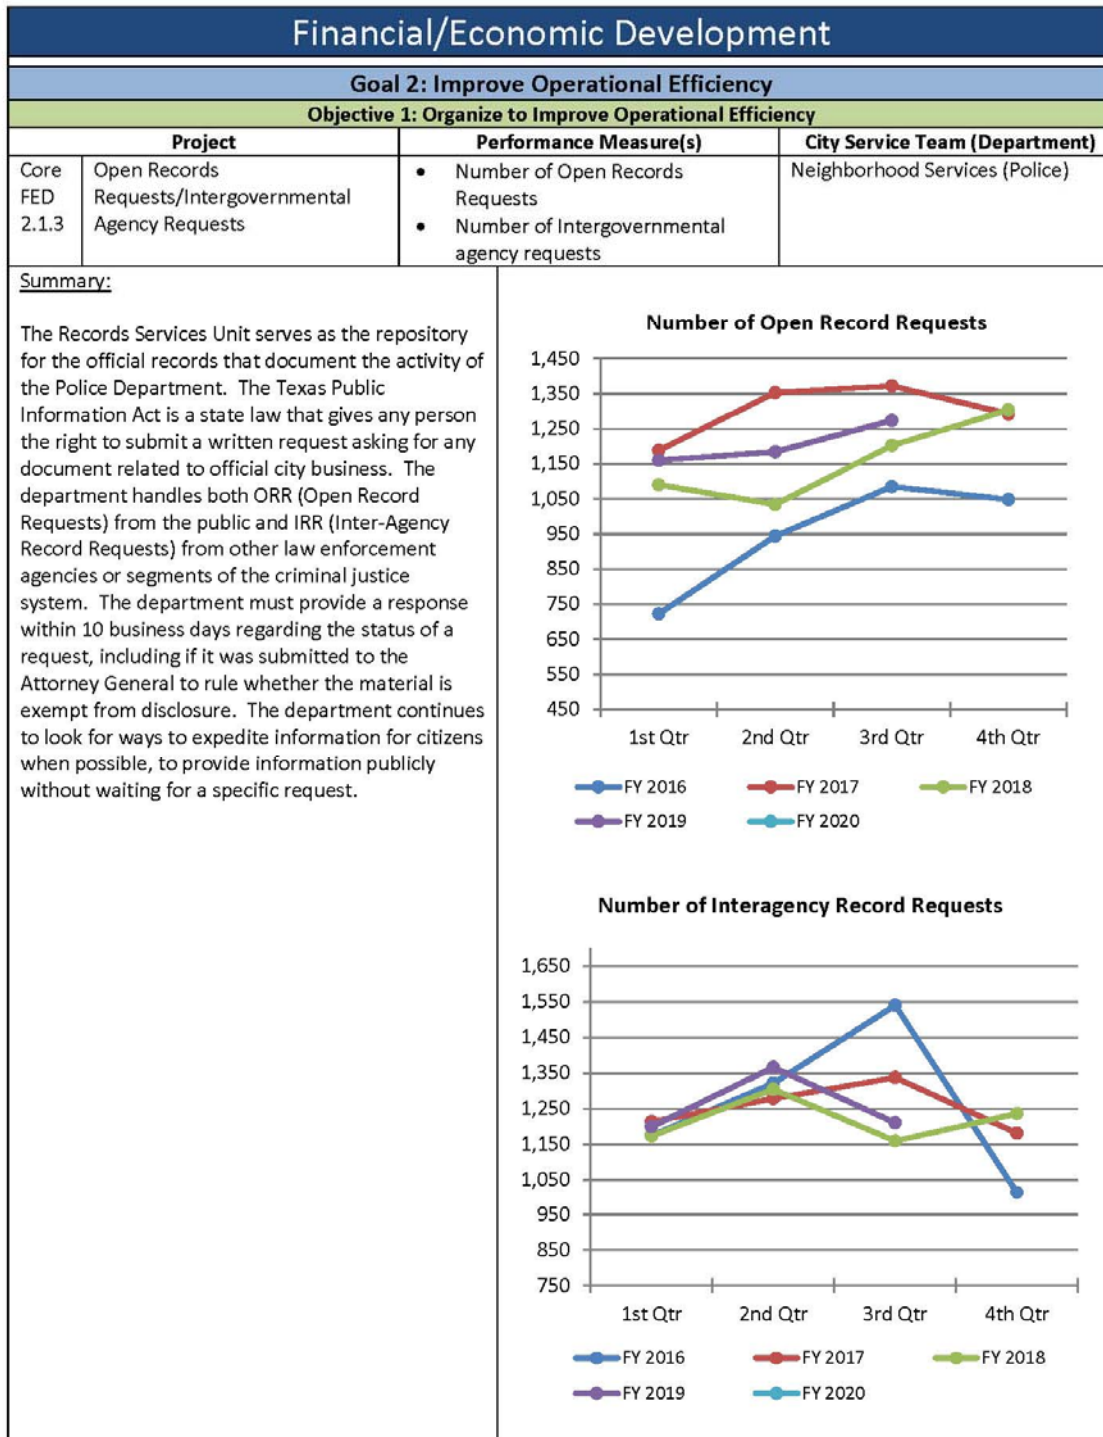 Financial/Economic Development
Goal 2: Improve Operational Efficiency
Objective 1: Organize to Improve Operational Efficiency
Project
Performance Measure(s)
City Service Team (Department)
Core
FED
2.1.3
Open Records
Requests/Intergovernmental
Agency Requests
• Number of Open Records
Requests
• Number of Intergovernmental
agency requests
Neighborhood Services (Police)
Summary:
The Records Services Unit serves as the repository
for the official records that document the activity of
the Police Department. The Texas Public
Information Act is a state law that gives any person
the right to submit a written request asking for any
document related to official city business. The
department handles both ORR (Open Record
Requests) from the public and IRR (Inter-Agency
Record Requests) from other law enforcement
agencies or segments of the criminal justice
system. The department must provide a response
within 10 business days regarding the status of a
request, including if it was submitted to the
Attorney General to rule whether the material is
exempt from disclosure. The department continues
to look for ways to expedite information for citizens
when possible, to provide information publicly
without waiting for a specific request.
Number of Open Record Requests
1,450
1,350
1,250
1,150
1,050
950
850
750
650
550
450
1st Qtr 2nd Qtr 3rd Qtr 4th Qtr
FY 2016 FY 2017 FY 2018
FY 2019 FY 2020
Number of Interagency Record Requests
1,650
1,550
1,450
1,350
1,250
1,150
1,050
950
850
750
1st Qtr 2nd Qtr 3rd Qtr 4th Qtr
FY 2016 FY 2017 FY 2018
FY 2019 FY 2020